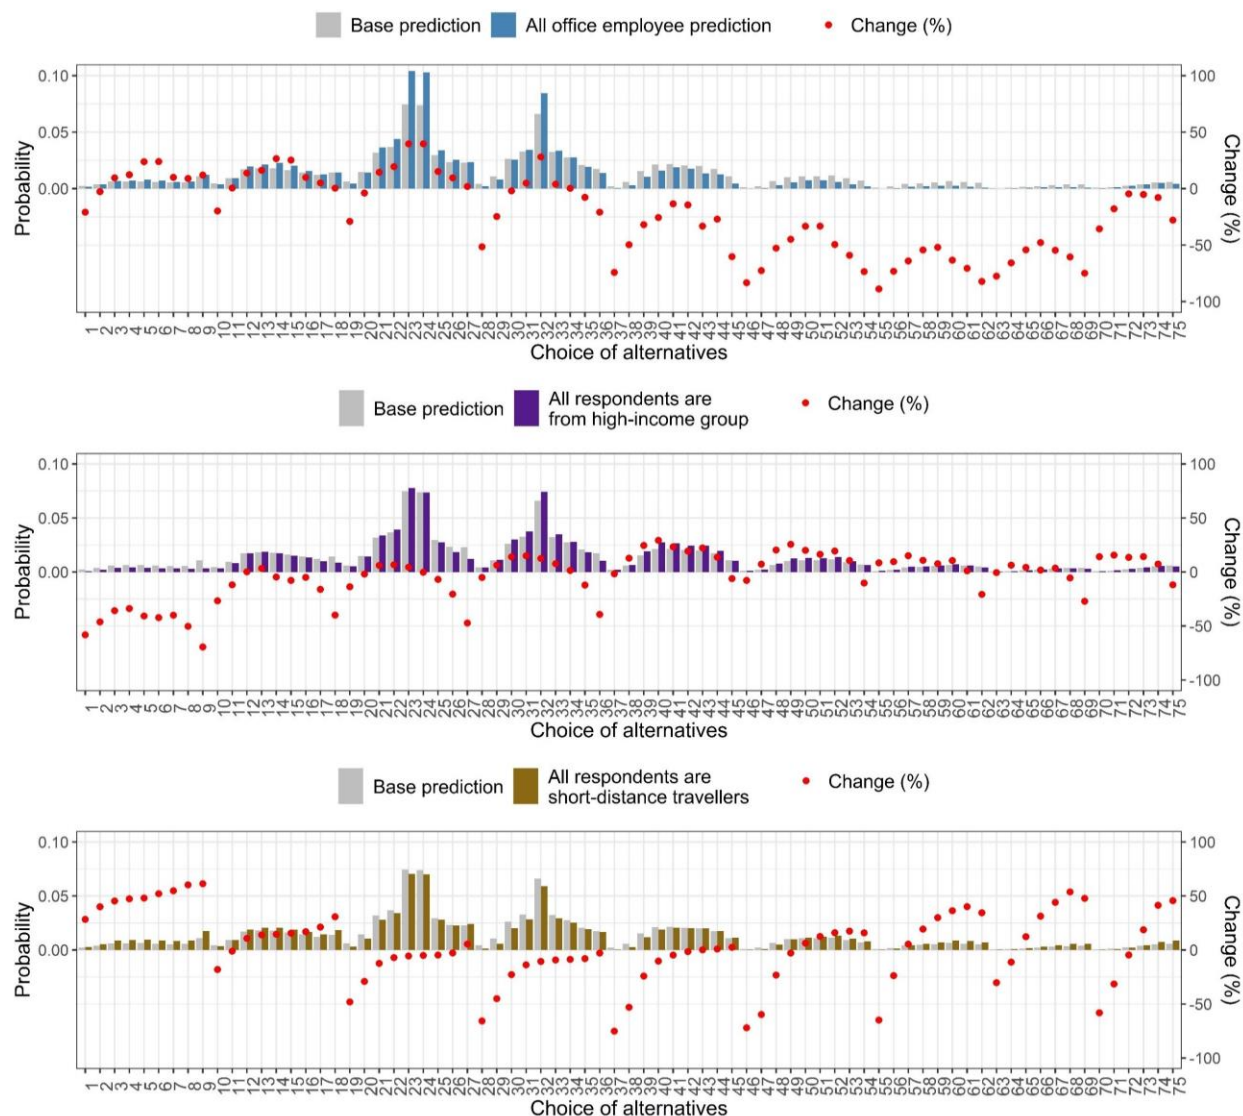 Base prediction All office employee prediction Change (%)
Probability
0.10
0.05
0.00
100
50
0
-50
-100
Change (%)
1 2 3 4 5 6 7 8 9 10 11 12 13 14 15 16 17 18 19 20 21 22 23 24 25 26 27 28 29 30 31 32 33 34 35 36 37 38 39 40 41 42 43 44 45 46 47 48 49 50 51 52 53 54 55 56 57 58 59 60 61 62 63 64 65 66 67 68 69 70 71 72 73 74 75
Choice of alternatives
Base prediction All respondents are
from high-income group Change (%)
Probability
0.10
0.05
0.00
100
50
0
-50
-100
Change (%)
1 2 3 4 5 6 7 8 9 10 11 12 13 14 15 16 17 18 19 20 21 22 23 24 25 26 27 28 29 30 31 32 33 34 35 36 37 38 39 40 41 42 43 44 45 46 47 48 49 50 51 52 53 54 55 56 57 58 59 60 61 62 63 64 65 66 67 68 69 70 71 72 73 74 75
Choice of alternatives
Base prediction All respondents are
short-distance travellers Change (%)
Probability
0.10
0.05
0.00
100
50
0
-50
-100
Change (%)
1 2 3 4 5 6 7 8 9 10 11 12 13 14 15 16 17 18 19 20 21 22 23 24 25 26 27 28 29 30 31 32 33 34 35 36 37 38 39 40 41 42 43 44 45 46 47 48 49 50 51 52 53 54 55 56 57 58 59 60 61 62 63 64 65 66 67 68 69 70 71 72 73 74 75
Choice of alternatives